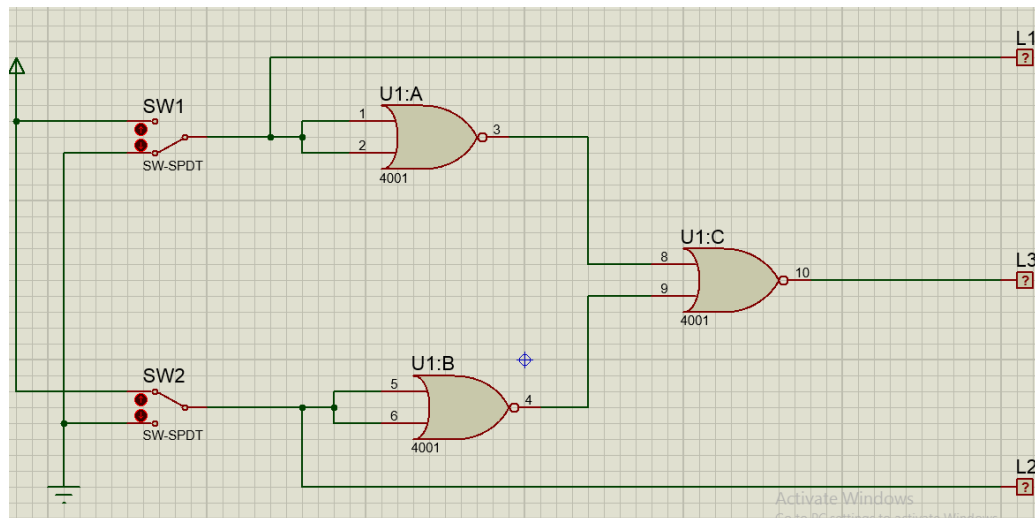 L1
?
SW1
SW-SPDT
U1:A
1
2
3
4001
U1:C
8
9
10
4001
L3
?
SW2
SW-SPDT
U1:B
5
6
4
4001
L2
?
Activate Windows